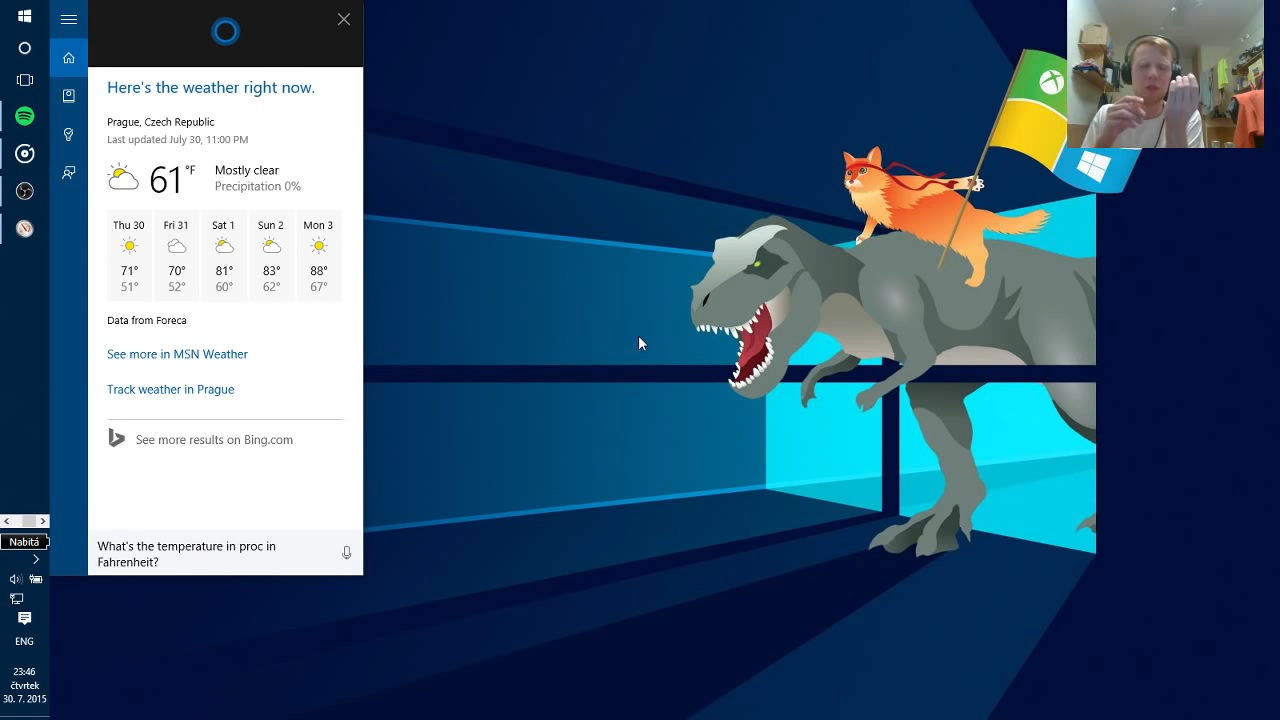 Here's the weather right now.
Prague, Czech Republic
Last updated July 30, 11:00 PM
61 °F
Mostly clear
Precipitation 0%
Thu 30 Fri 31 Sat 1 Sun 2 Mon 3
71° 70° 81° 83° 88°
51° 52° 60° 62° 67°
Data from Foreca
See more in MSN Weather
Track weather in Prague
See more results on Bing.com
What's the temperature in proc in
Fahrenheit?
Nabitá
ENG
23:46
čtvrtek
30. 7. 2015